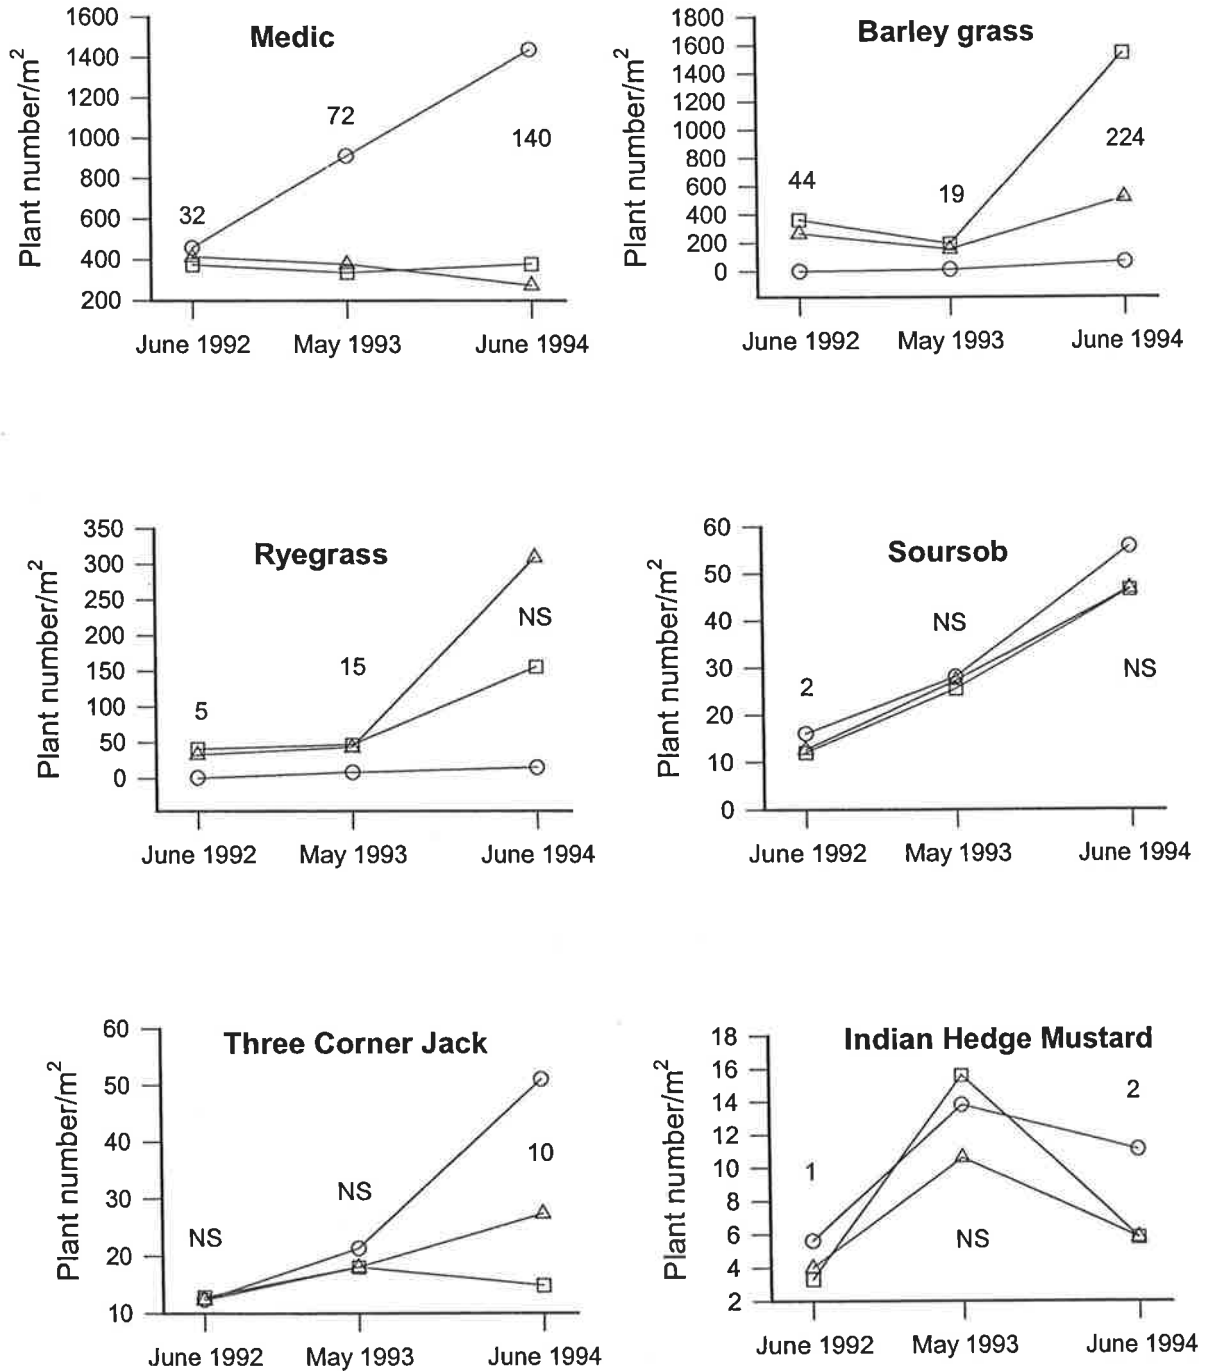 Medic
Plant number/m²
1600
1400
1200
1000
800
600
400
200
32
72
140
June 1992 May 1993 June 1994
Barley grass
Plant number/m²
1800
1600
1400
1200
1000
800
600
400
200
0
44
19
224
June 1992 May 1993 June 1994
Ryegrass
Plant number/m²
350
300
250
200
150
100
50
0
5
15
NS
June 1992 May 1993 June 1994
Soursob
Plant number/m²
60
50
40
30
20
10
0
2
NS
NS
June 1992 May 1993 June 1994
Three Corner Jack
Plant number/m²
60
50
40
30
20
10
NS
NS
10
June 1992 May 1993 June 1994
Indian Hedge Mustard
Plant number/m²
18
16
14
12
10
8
6
4
2
1
NS
2
June 1992 May 1993 June 1994